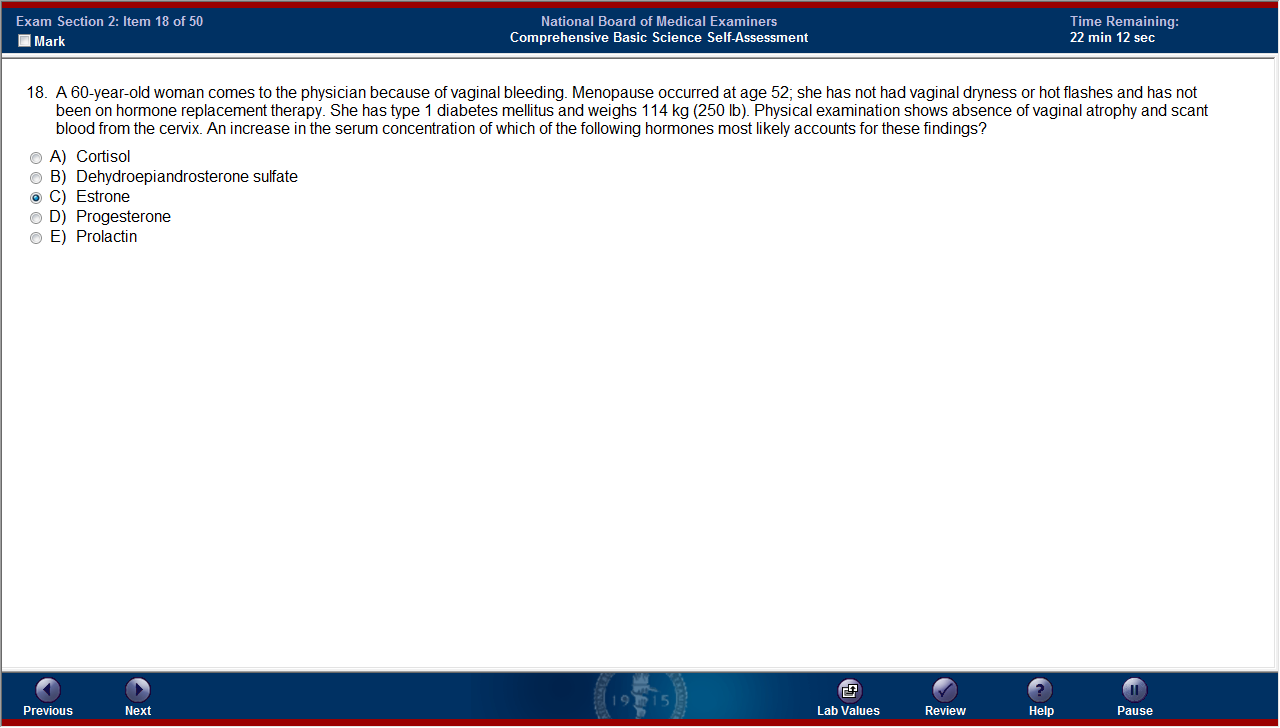 Exam Section 2: Item 18 of 50
National Board of Medical Examiners
Time Remaining:
Mark
Comprehensive Basic Science Self-Assessment
22 min 12 sec
18. A 60-year-old woman comes to the physician because of vaginal bleeding. Menopause occurred at age 52; she has not had vaginal dryness or hot flashes and has not
been on hormone replacement therapy. She has type 1 diabetes mellitus and weighs 114 kg (250 lb). Physical examination shows absence of vaginal atrophy and scant
blood from the cervix. An increase in the serum concentration of which of the following hormones most likely accounts for these findings?
A) Cortisol
B) Dehydroepiandrosterone sulfate
C) Estrone
D) Progesterone
E) Prolactin
1915
Previous
Next
Lab Values
Review
Help
Pause